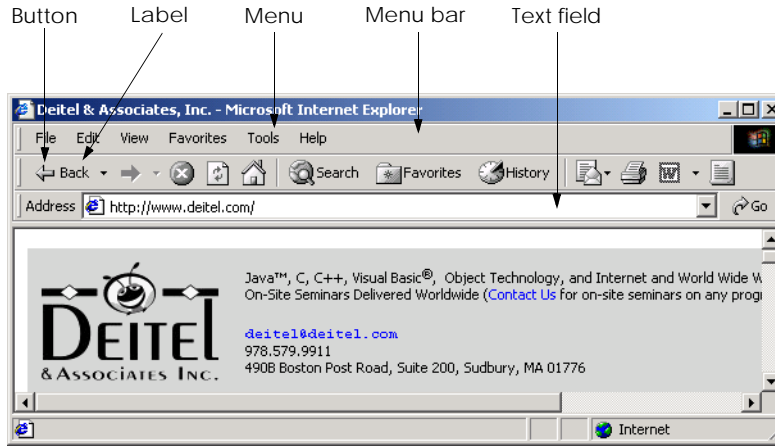 Button Label Menu Menu bar Text field
Deitel & Associates, Inc. - Microsoft Internet Explorer
File Edit View Favorites Tools Help
Back Search Favorites History
Address http://www.deitel.com/ Go
Java™, C, C++, Visual Basic®, Object Technology, and Internet and World Wide W
On-Site Seminars Delivered Worldwide (Contact Us for on-site seminars on any progr
deitel@deitel.com
978.579.9911
490B Boston Post Road, Suite 200, Sudbury, MA 01776
DEITEL
& ASSOCIATES INC.
Internet